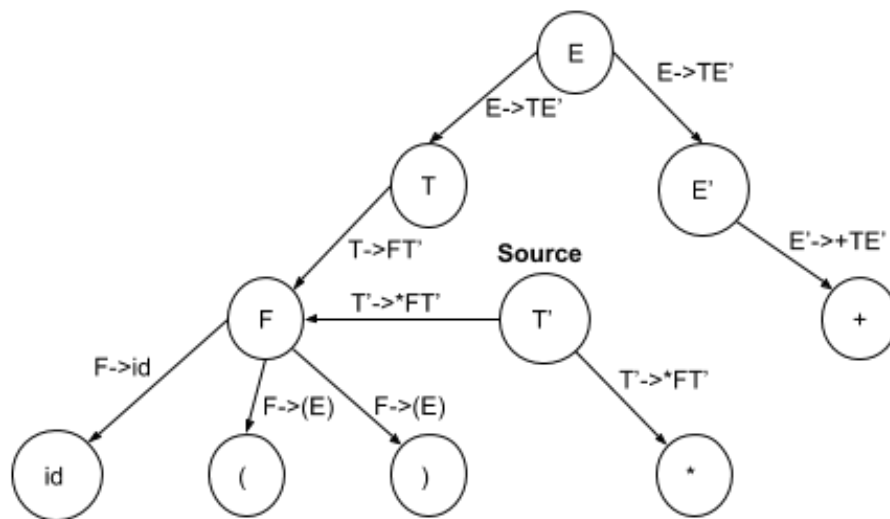 E
E->TE’
E->TE’
T
E’
T->FT’
Source
E’->+TE’
F
T’->*FT’
T’
+
F->id
F->(E)
F->(E)
T’->*FT’
id
(
)
*